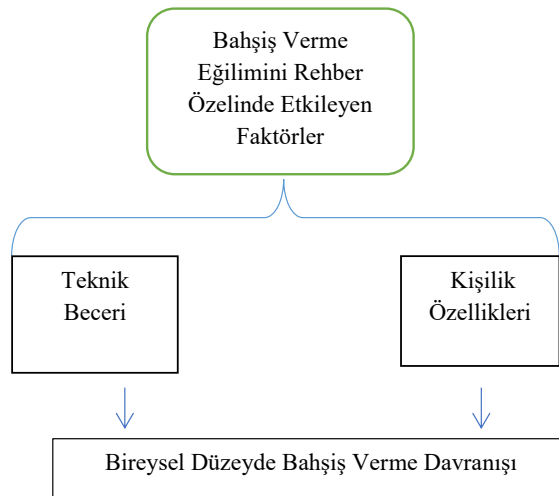 Bahşiş Verme
Eğilimini Rehber
Özelinde Etkileyen
Faktörler
Teknik
Beceri
Kişilik
Özellikleri
Bireysel Düzeyde Bahşiş Verme Davranışı